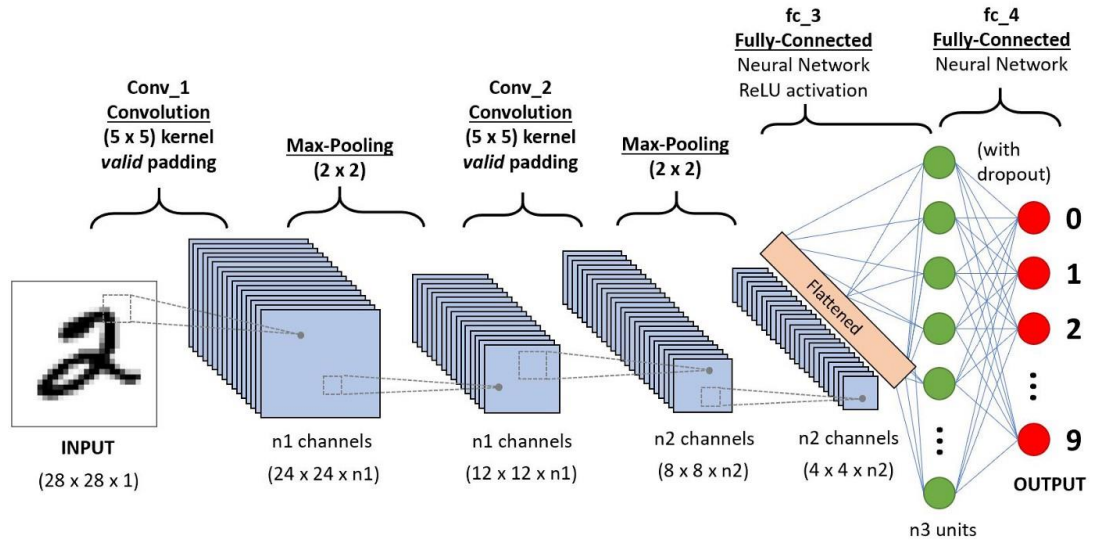 fc_3
Fully-Connected
Neural Network
ReLU activation
fc_4
Fully-Connected
Neural Network
Conv_1
Convolution
(5 x 5) kernel
valid padding
Max-Pooling
(2 x 2)
Conv_2
Convolution
(5 x 5) kernel
valid padding
Max-Pooling
(2 x 2)
(with
dropout)
Flattened
2
0
1
2
9
INPUT
(28 x 28 x 1)
n1 channels
(24 x 24 x n1)
n1 channels
(12 x 12 x n1)
n2 channels
(8 x 8 x n2)
n2 channels
(4 x 4 x n2)
OUTPUT
n3 units